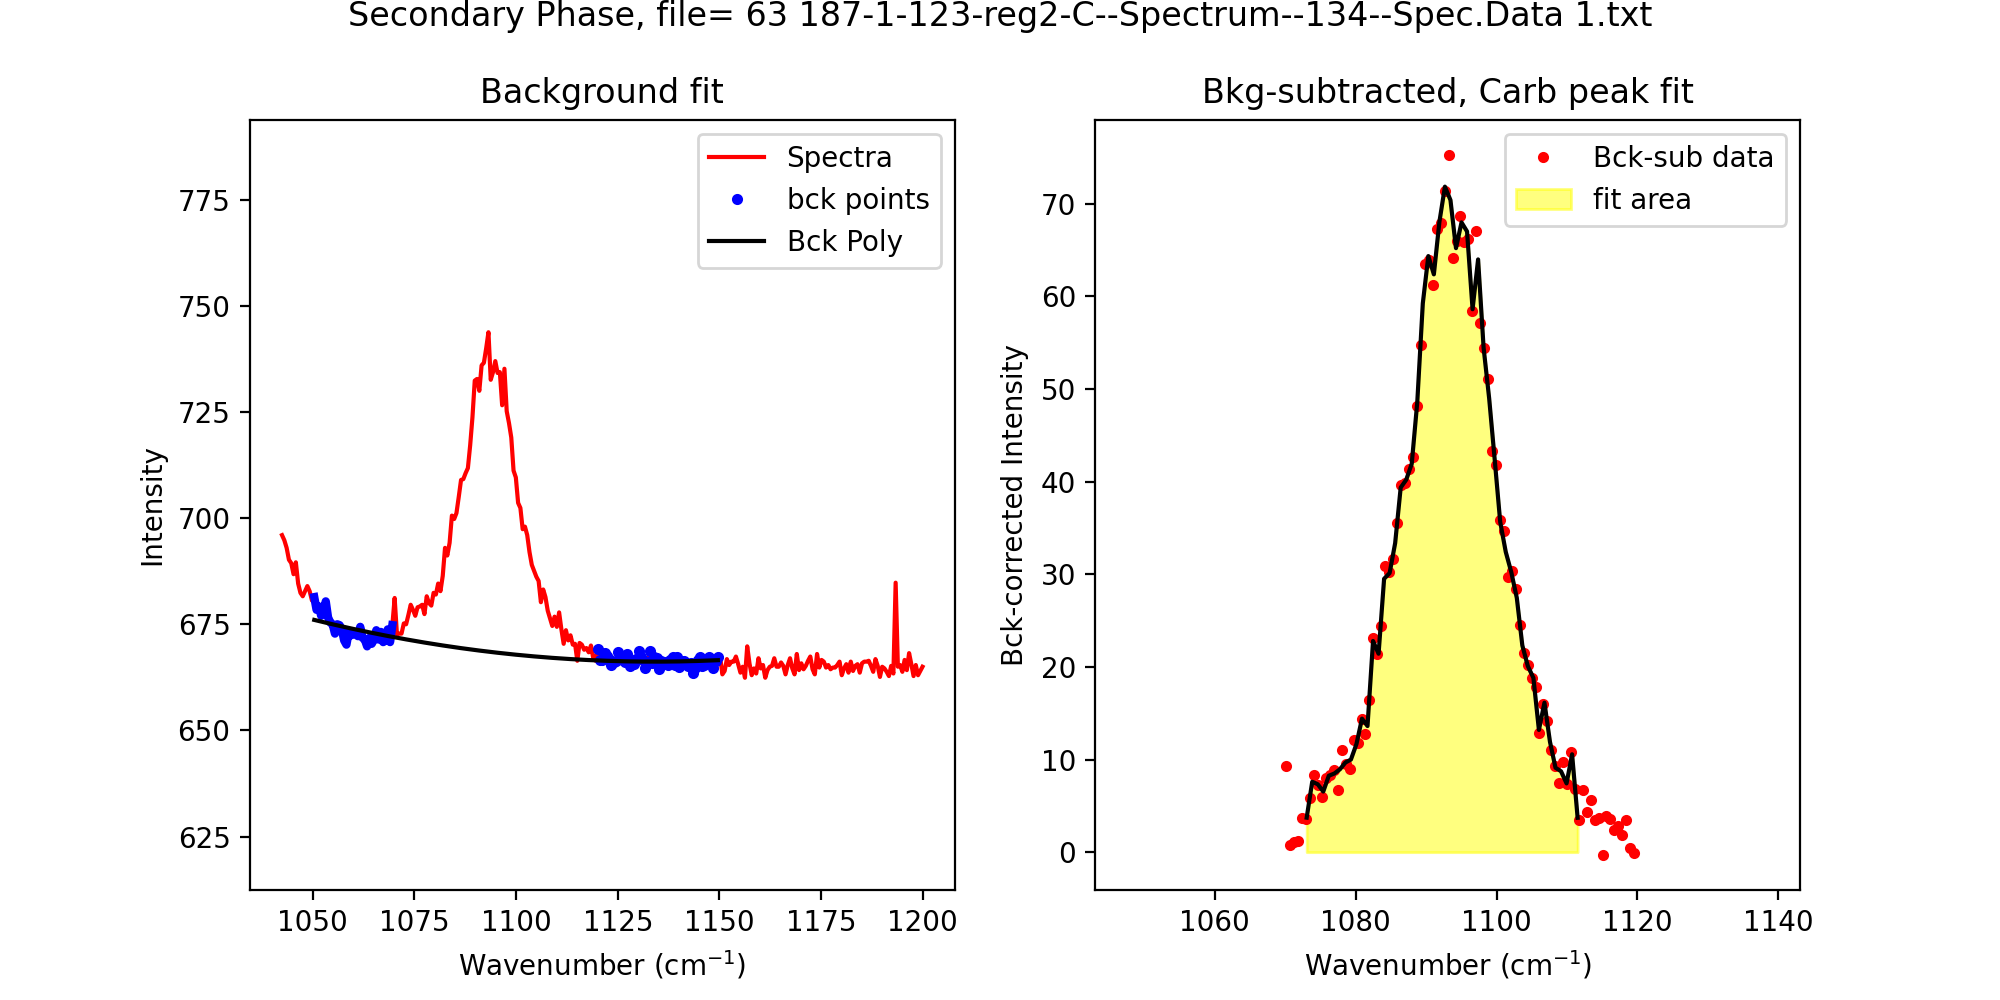 Secondary Phase, file= 63 187-1-123-reg2-C--Spectrum--134--Spec.Data 1.txt
Background fit
Spectra
bck points
Bck Poly
775
750
725
700
675
650
625
Intensity
1050 1075 1100 1125 1150 1175 1200
Wavenumber (cm⁻¹)
Bkg-subtracted, Carb peak fit
Bck-sub data
fit area
70
60
50
40
30
20
10
0
Bck-corrected Intensity
1060 1080 1100 1120 1140
Wavenumber (cm⁻¹)